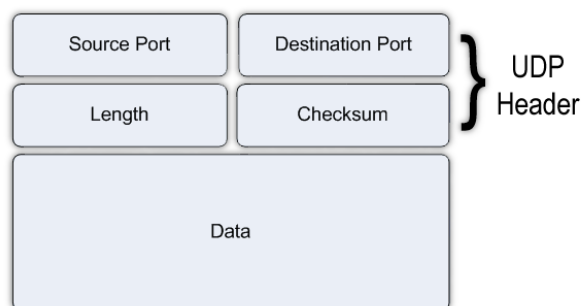 Source Port
Destination Port
Length
Checksum
UDP
Header
Data